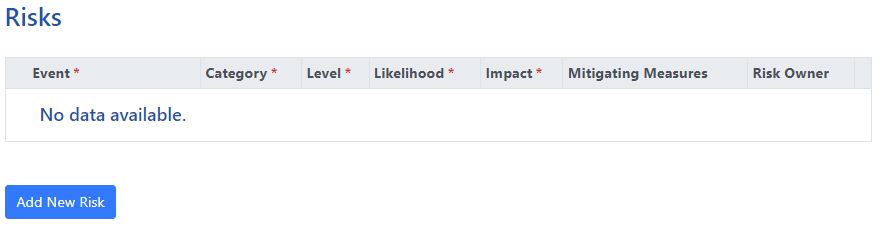 Risks
Event * Category * Level * Likelihood * Impact * Mitigating Measures Risk Owner
No data available.
Add New Risk